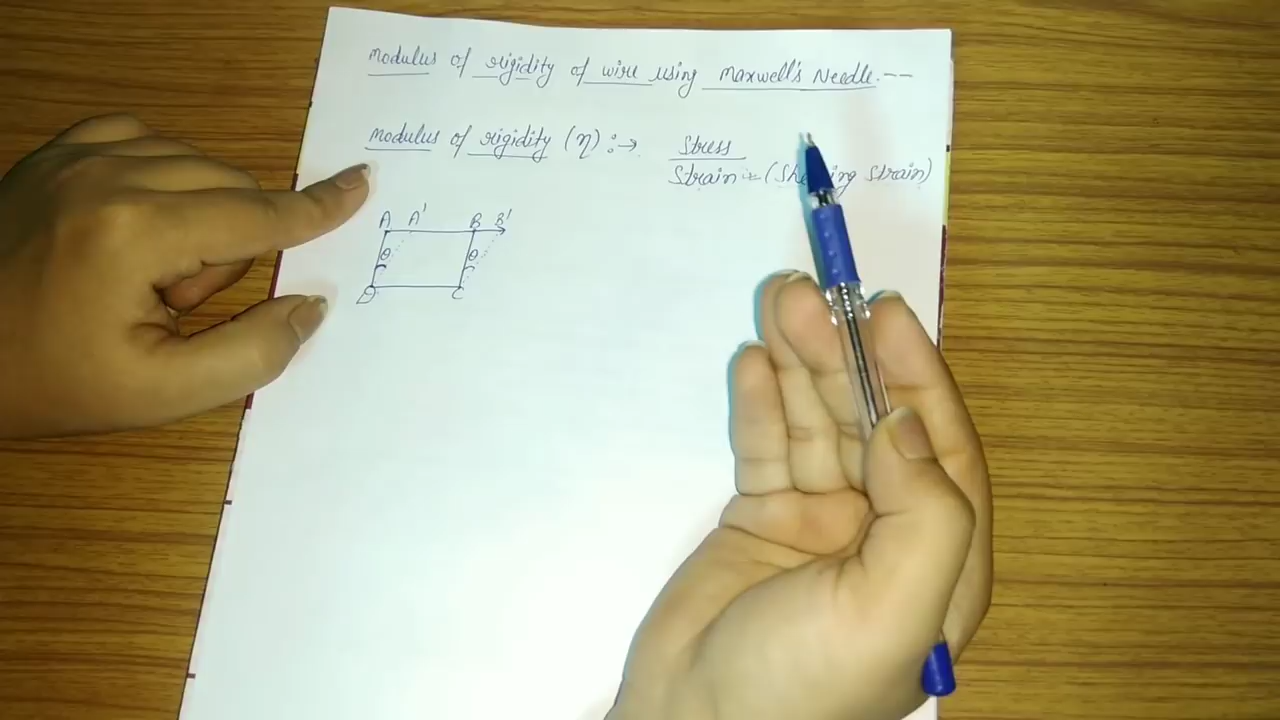 Modulus of rigidity of wire using Maxwell's Needle.--
Modulus of rigidity (η) :→ Stress
Strain = (Shearing Strain)
A A' B B'
θ θ
D C